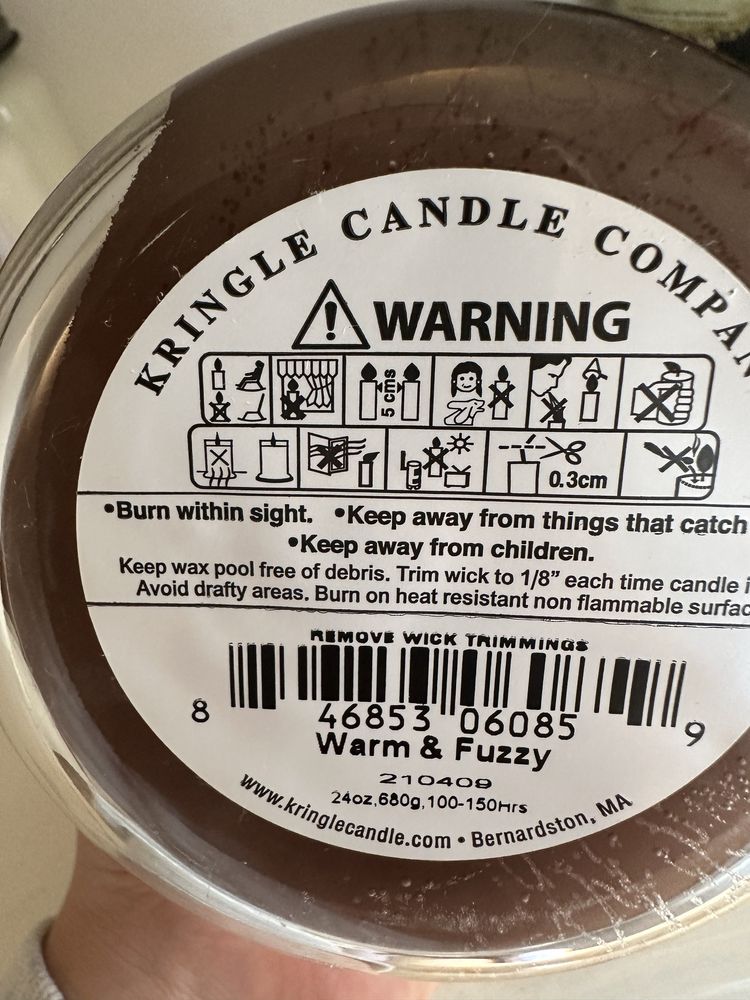 KRINGLE CANDLE
WARNING
5 cms
0.3cm
•Burn within sight. •Keep away from things that catch
•Keep away from children.
Keep wax pool free of debris. Trim wick to 1/8” each time candle
Avoid drafty areas. Burn on heat resistant non flammable
REMOVE WICK TRIMMINGS
8 46853 06085 9
Warm & Fuzzy
210409
24oz,680g,100-150Hrs
www.kringlecandle.com • Bernardston, MA